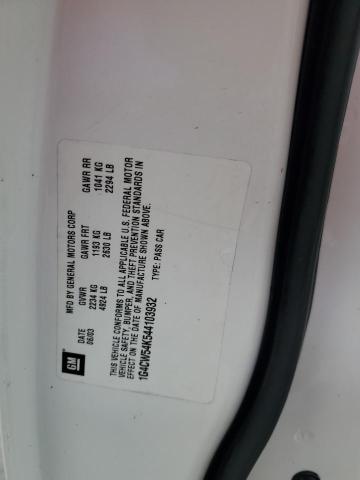 GM
MFD BY GENERAL MOTORS CORP
DATE GVWR GAWR FRT GAWR RR
06/03 2234 KG 1193 KG 1041 KG
4924 LB 2630 LB 2294 LB
THIS VEHICLE CONFORMS TO ALL APPLICABLE U.S. FEDERAL MOTOR
VEHICLE SAFETY, BUMPER, AND THEFT PREVENTION STANDARDS IN
EFFECT ON THE DATE OF MANUFACTURE SHOWN ABOVE.
1G4CW54K544103932 TYPE: PASS CAR